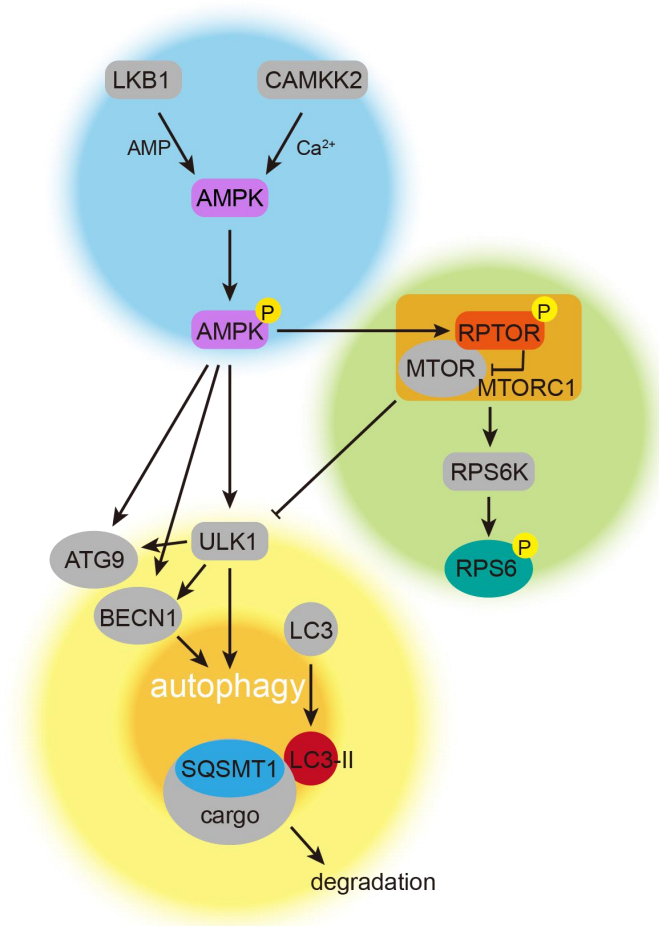 LKB1
CAMKK2
AMP
Ca²⁺
AMPK
AMPK
P
P
RPTOR
MTOR
MTORC1
RPS6K
P
RPS6
ULK1
ATG9
BECN1
LC3
autophagy
LC3-II
SQSMT1
cargo
degradation